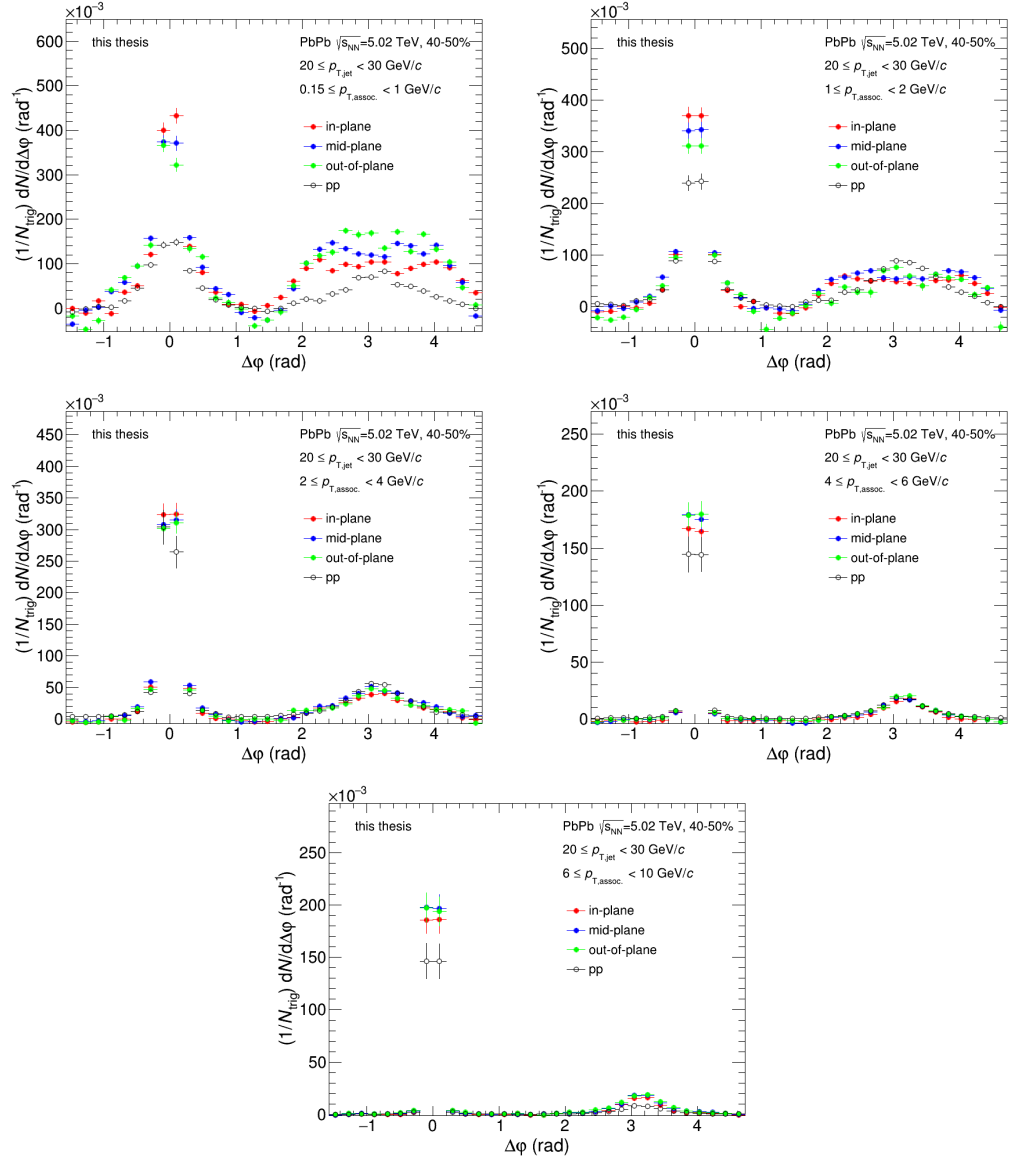 ×10⁻³
this thesis
PbPb √sNN=5.02 TeV, 40-50%
20 ≤ pT,jet < 30 GeV/c
0.15 ≤ pT,assoc. < 1 GeV/c
in-plane
mid-plane
out-of-plane
pp
(1/Ntrig) dN/dΔφ (rad⁻¹)
600
500
400
300
200
100
0
−1 0 1 2 3 4
Δφ (rad)
×10⁻³
this thesis
PbPb √sNN=5.02 TeV, 40-50%
20 ≤ pT,jet < 30 GeV/c
1 ≤ pT,assoc. < 2 GeV/c
in-plane
mid-plane
out-of-plane
pp
(1/Ntrig) dN/dΔφ (rad⁻¹)
500
400
300
200
100
0
−1 0 1 2 3 4
Δφ (rad)
×10⁻³
this thesis
PbPb √sNN=5.02 TeV, 40-50%
20 ≤ pT,jet < 30 GeV/c
2 ≤ pT,assoc. < 4 GeV/c
in-plane
mid-plane
out-of-plane
pp
(1/Ntrig) dN/dΔφ (rad⁻¹)
450
400
350
300
250
200
150
100
50
0
−1 0 1 2 3 4
Δφ (rad)
×10⁻³
this thesis
PbPb √sNN=5.02 TeV, 40-50%
20 ≤ pT,jet < 30 GeV/c
4 ≤ pT,assoc. < 6 GeV/c
in-plane
mid-plane
out-of-plane
pp
(1/Ntrig) dN/dΔφ (rad⁻¹)
250
200
150
100
50
0
−1 0 1 2 3 4
Δφ (rad)
×10⁻³
this thesis
PbPb √sNN=5.02 TeV, 40-50%
20 ≤ pT,jet < 30 GeV/c
6 ≤ pT,assoc. < 10 GeV/c
in-plane
mid-plane
out-of-plane
pp
(1/Ntrig) dN/dΔφ (rad⁻¹)
250
200
150
100
50
0
−1 0 1 2 3 4
Δφ (rad)